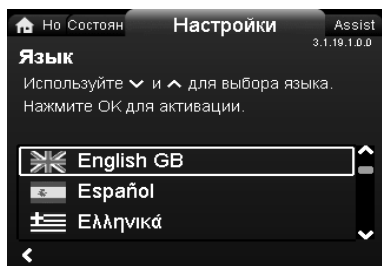 Но Состоян Настройки Assist
3.1.19.1.0.0
Язык
Используйте и для выбора языка.
Нажмите OK для активации.
English GB
Español
Ελληνικά